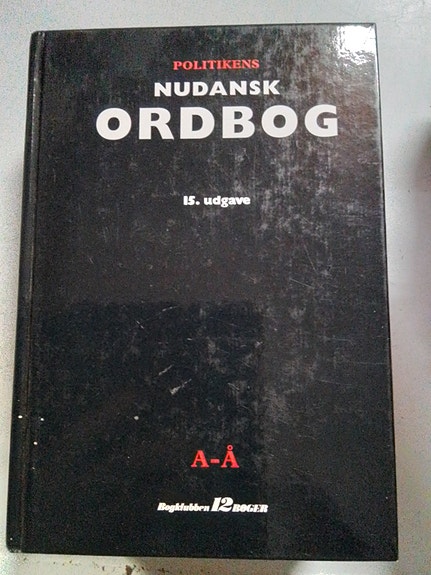 POLITIKENS
NUDANSK
ORDBOG
15. udgave
A-Å
Bogklubben 12 BØGER